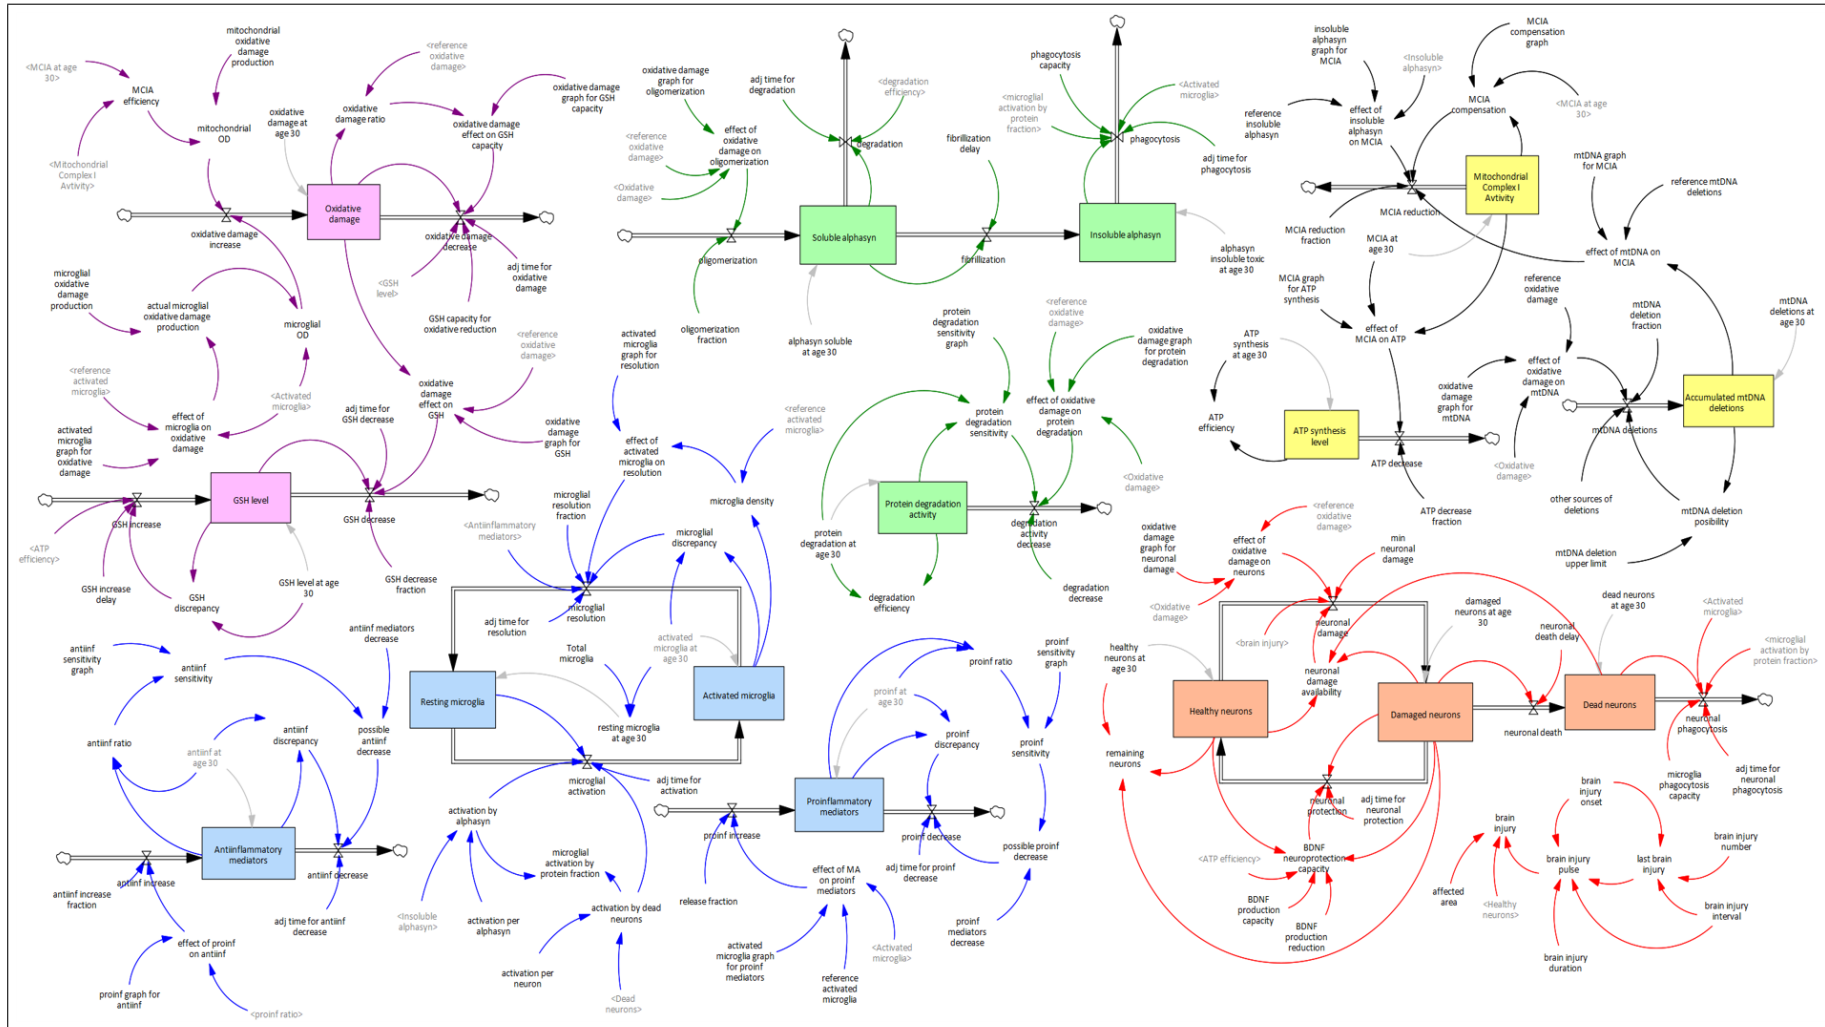 mitochondrial
oxidative
damage
production
<MCIA at age
30>
MCIA
efficiency
mitochondrial
OD
<Mitochondrial
Complex I
Avtivity>
oxidative
damage at
age 30
<reference
oxidative
damage>
oxidative
damage ratio
oxidative damage
effect on GSH
capacity
oxidative damage
graph for GSH
capacity
Oxidative
damage
oxidative damage
increase
oxidative damage
decrease
adj time for
oxidative
damage
<GSH
level>
GSH capacity for
oxidative reduction
microglial
oxidative damage
production
actual microglial
oxidative damage
production
microglial
OD
<reference
activated
microglia>
<Activated
microglia>
effect of
microglia on
oxidative
damage
activated
microglia graph
for oxidative
damage
adj time for
GSH decrease
oxidative
damage
effect on
GSH
<reference
oxidative
damage>
oxidative
damage
graph for
GSH
GSH level
GSH increase
GSH decrease
<ATP
efficiency>
GSH increase
delay
GSH
discrepancy
GSH level at age
30
GSH decrease
fraction
oxidative damage
graph for
oligomerization
<reference
oxidative
damage>
<Oxidative
damage>
effect of
oxidative
damage on
oligomerization
adj time for
degradation
<degradation
efficiency>
degradation
Soluble alphasyn
oligomerization
oligomerization
fraction
alphasyn soluble
at age 30
fibrillization
delay
fibrillization
phagocytosis
capacity
<microglial
activation by
protein
fraction>
<Activated
microglia>
phagocytosis
adj time for
phagocytosis
Insoluble alphasyn
alphasyn
insoluble toxic
at age 30
protein
degradation
sensitivity
graph
<reference
oxidative
damage>
oxidative
damage graph
for protein
degradation
protein
degradation
sensitivity
effect of oxidative
damage on
protein
degradation
<Oxidative
damage>
Protein degradation
activity
degradation
activity
decrease
protein
degradation at
age 30
degradation
efficiency
degradation
decrease
insoluble
alphasyn
graph for
MCIA
<Insoluble
alphasyn>
MCIA
compensation
graph
reference
insoluble
alphasyn
effect of
insoluble
alphasyn
on MCIA
MCIA
compensation
<MCIA at age
30>
Mitochondrial
Complex I
Avtivity
mtDNA graph
for MCIA
reference mtDNA
deletions
MCIA reduction
MCIA reduction
fraction
MCIA at
age 30
effect of mtDNA on
MCIA
MCIA graph
for ATP
synthesis
effect of
MCIA on ATP
reference
oxidative
damage
mtDNA
deletion
fraction
mtDNA
deletions at
age 30
ATP
synthesis
at age 30
ATP
efficiency
ATP synthesis
level
ATP decrease
ATP decrease
fraction
oxidative
damage
graph for
mtDNA
effect of
oxidative
damage on
mtDNA
<Oxidative
damage>
mtDNA deletions
Accumulated mtDNA
deletions
other sources of
deletions
mtDNA deletion
posibility
mtDNA deletion
upper limit
activated
microglia
graph for
resolution
effect of
activated
microglia on
resolution
<reference
activated
microglia>
microglial
resolution
fraction
<Antiinflammatory
mediators>
microglial
discrepancy
microglia density
microglial
resolution
adj time for
resolution
Total
microglia
activated
microglia at
age 30
Resting microglia
Activated microglia
resting microglia
at age 30
microglial
activation
adj time for
activation
activation by
alphasyn
microglial
activation by
protein fraction
activation by dead
neurons
<Insoluble
alphasyn>
activation per
alphasyn
activation per
neuron
<Dead
neurons>
antiinf
sensitivity
graph
antiinf
sensitivity
antiinf mediators
decrease
antiinf ratio
antiinf at
age 30
antiinf
discrepancy
possible
antiinf
decrease
Antiinflammatory
mediators
antiinf increase
antiinf decrease
antiinf increase
fraction
adj time for antiinf
decrease
effect of proinf
on antiinf
proinf graph for
antiinf
<proinf ratio>
proinf ratio
proinf
sensitivity
graph
proinf at
age 30
proinf
discrepancy
proinf
sensitivity
Proinflammatory
mediators
proinf increase
proinf decrease
possible proinf
decrease
release fraction
effect of MA
on proinf
mediators
adj time for proinf
decrease
activated
microglia graph
for proinf
mediators
reference
activated
microglia
<Activated
microglia>
proinf
mediators
decrease
oxidative
damage graph
for neuronal
damage
effect of
oxidative
damage on
neurons
<reference
oxidative
damage>
min
neuronal
damage
<Oxidative
damage>
<brain injury>
neuronal
damage
damaged
neurons at age
30
neuronal
death delay
dead neurons
at age 30
<Activated
microglia>
<microglial
activation by
protein fraction>
healthy
neurons at
age 30
neuronal
damage
availability
Healthy neurons
Damaged neurons
Dead neurons
neuronal death
neuronal
phagocytosis
remaining
neurons
neuronal
protection
adj time for
neuronal
protection
microglia
phagocytosis
capacity
adj time for
neuronal
phagocytosis
<ATP efficiency>
BDNF
neuroprotection
capacity
BDNF
production
capacity
BDNF
production
reduction
brain
injury
onset
brain
injury
brain injury
pulse
last brain
injury
brain injury
number
affected
area
<Healthy
neurons>
brain injury
interval
brain injury
duration